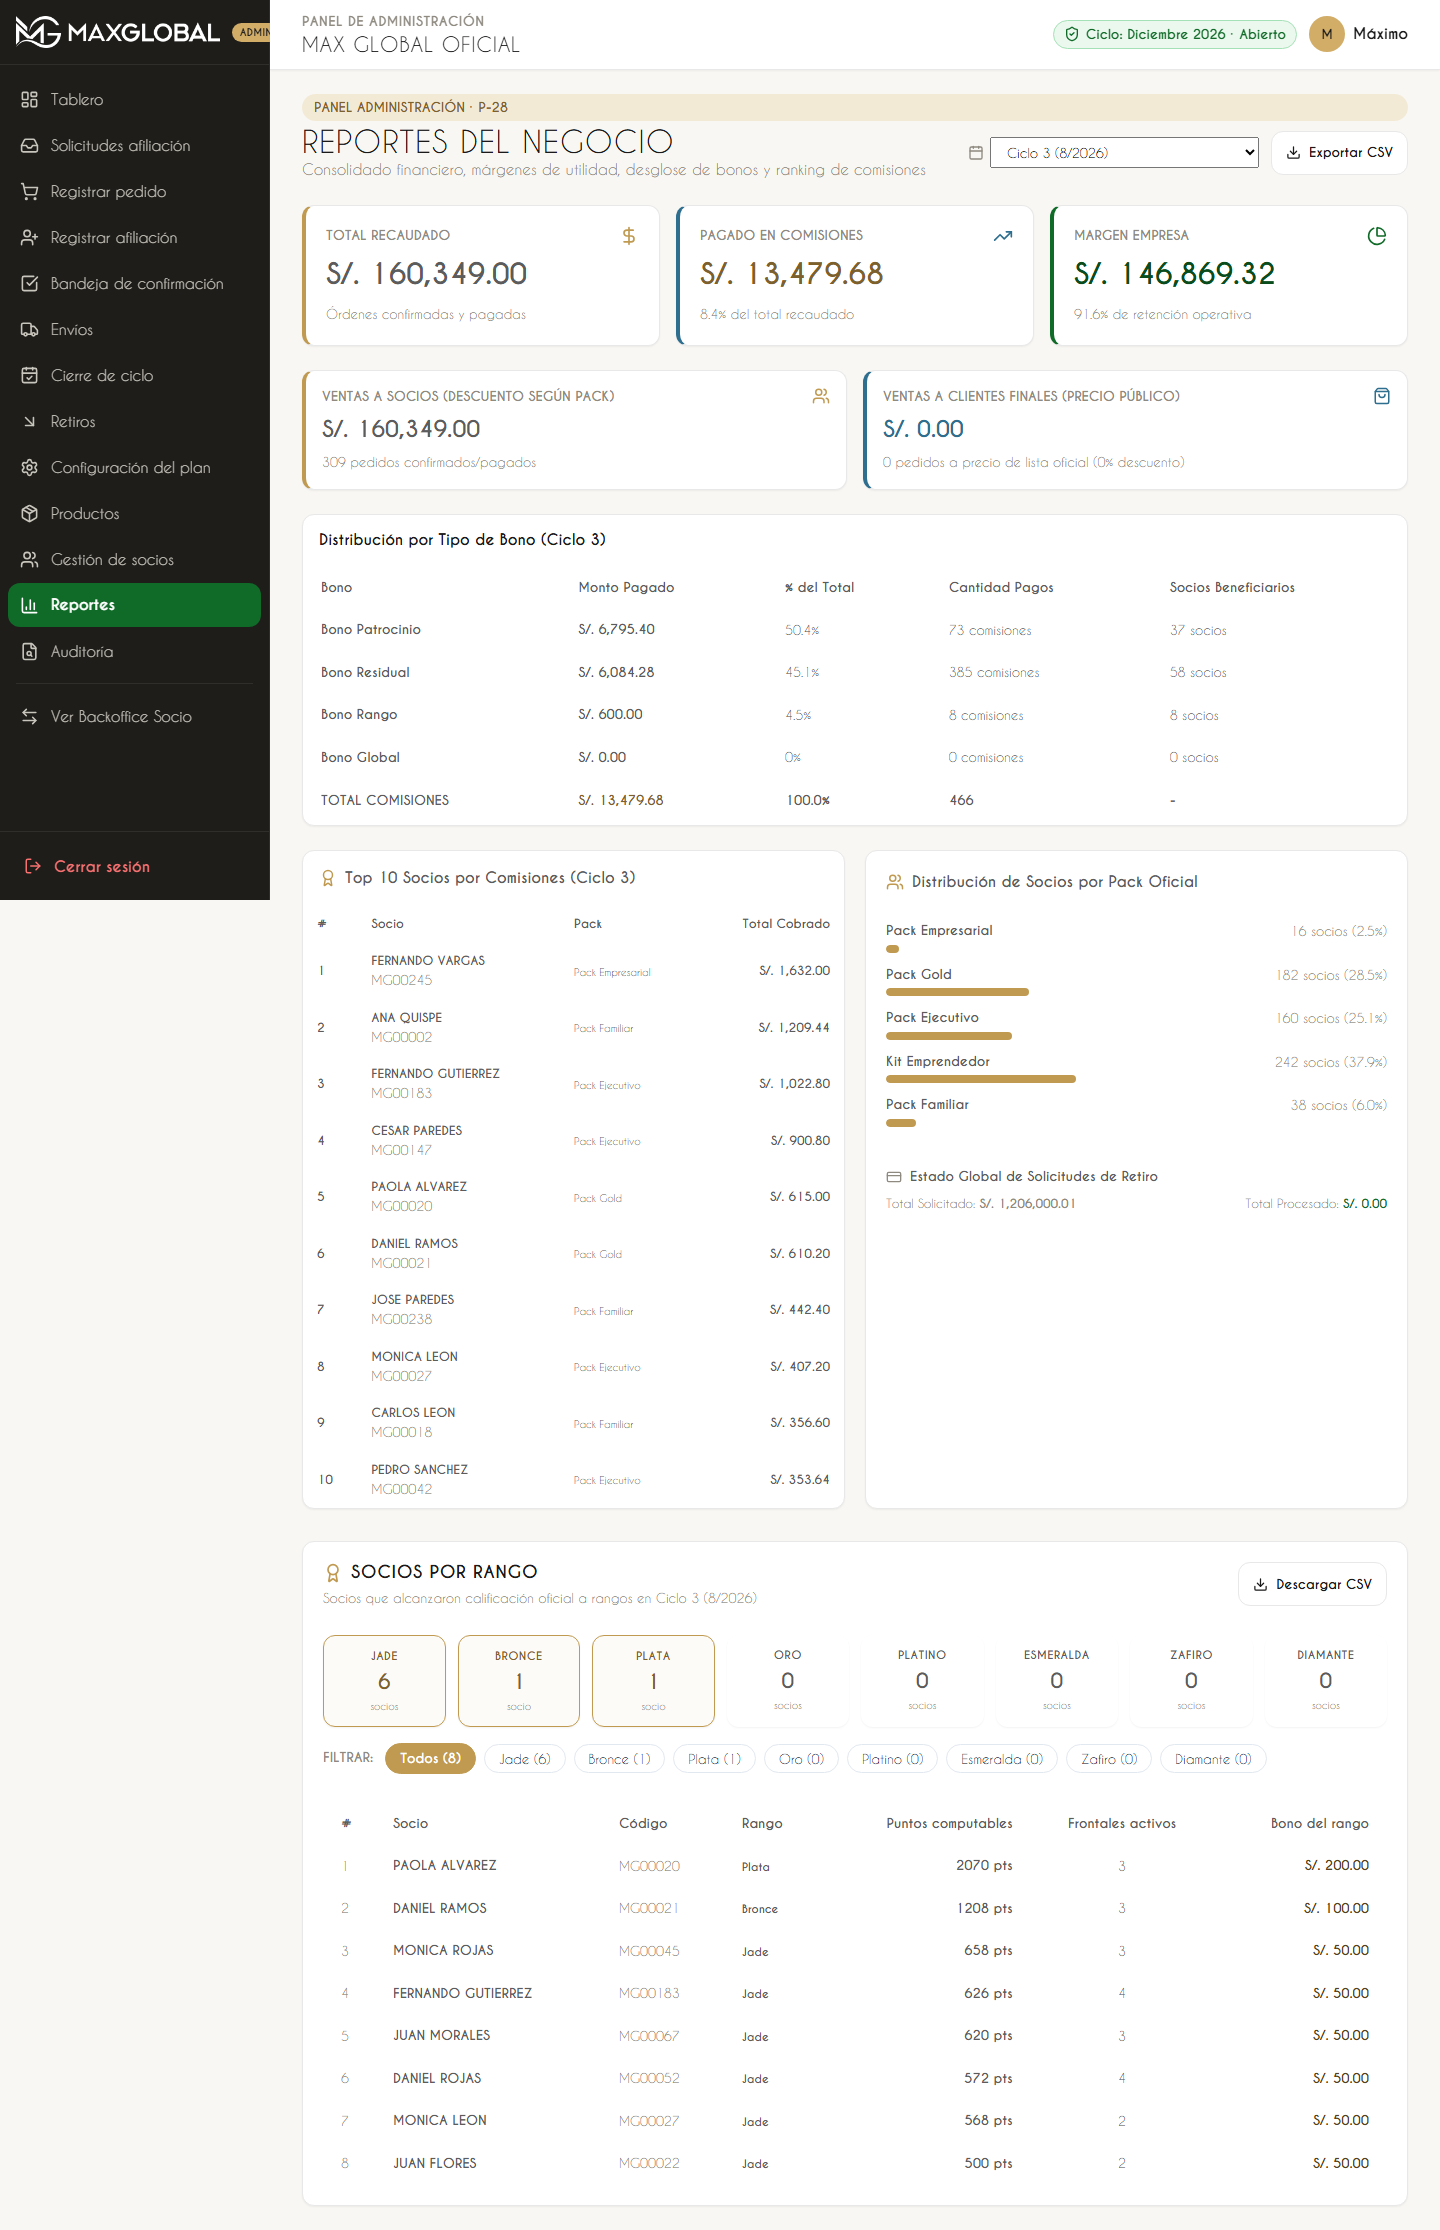 MAXGLOBAL
ADMIN
Tablero
Solicitudes afiliación
Registrar pedido
Registrar afiliación
Bandeja de confirmación
Envíos
Cierre de ciclo
Retiros
Configuración del plan
Productos
Gestión de socios
Reportes
Auditoría
Ver Backoffice Socio
Cerrar sesión
PANEL DE ADMINISTRACIÓN
MAX GLOBAL OFICIAL
Ciclo: Diciembre 2026 · Abierto
M Máximo
PANEL ADMINISTRACIÓN · P-28
REPORTES DEL NEGOCIO
Consolidado financiero, márgenes de utilidad, desglose de bonos y ranking de comisiones
Ciclo 3 (8/2026)
Exportar CSV
TOTAL RECAUDADO
S/. 160,349.00
Órdenes confirmadas y pagadas
PAGADO EN COMISIONES
S/. 13,479.68
8.4% del total recaudado
MARGEN EMPRESA
S/. 146,869.32
91.6% de retención operativa
VENTAS A SOCIOS (DESCUENTO SEGÚN PACK)
S/. 160,349.00
309 pedidos confirmados/pagados
VENTAS A CLIENTES FINALES (PRECIO PÚBLICO)
S/. 0.00
0 pedidos a precio de lista oficial (0% descuento)
Distribución por Tipo de Bono (Ciclo 3)
Bono Monto Pagado % del Total Cantidad Pagos Socios Beneficiarios
Bono Patrocinio S/. 6,795.40 50.4% 73 comisiones 37 socios
Bono Residual S/. 6,084.28 45.1% 385 comisiones 58 socios
Bono Rango S/. 600.00 4.5% 8 comisiones 8 socios
Bono Global S/. 0.00 0% 0 comisiones 0 socios
TOTAL COMISIONES S/. 13,479.68 100.0% 466 -
Top 10 Socios por Comisiones (Ciclo 3)
# Socio Pack Total Cobrado
1 FERNANDO VARGAS MG00245 Pack Empresarial S/. 1,632.00
2 ANA QUISPE MG00002 Pack Familiar S/. 1,209.44
3 FERNANDO GUTIERREZ MG00183 Pack Ejecutivo S/. 1,022.80
4 CESAR PAREDES MG00147 Pack Ejecutivo S/. 900.80
5 PAOLA ALVAREZ MG00020 Pack Gold S/. 615.00
6 DANIEL RAMOS MG00021 Pack Gold S/. 610.20
7 JOSE PAREDES MG00238 Pack Familiar S/. 442.40
8 MONICA LEON MG00027 Pack Ejecutivo S/. 407.20
9 CARLOS LEON MG00018 Pack Familiar S/. 356.60
10 PEDRO SANCHEZ MG00042 Pack Ejecutivo S/. 353.64
Distribución de Socios por Pack Oficial
Pack Empresarial 16 socios (2.5%)
Pack Gold 182 socios (28.5%)
Pack Ejecutivo 160 socios (25.1%)
Kit Emprendedor 242 socios (37.9%)
Pack Familiar 38 socios (6.0%)
Estado Global de Solicitudes de Retiro
Total Solicitado: S/. 1,206,000.01 Total Procesado: S/. 0.00
SOCIOS POR RANGO
Socios que alcanzaron calificación oficial a rangos en Ciclo 3 (8/2026)
Descargar CSV
JADE BRONCE PLATA ORO PLATINO ESMERALDA ZAFIRO DIAMANTE
6 1 1 0 0 0 0 0
socios socio socio socios socios socios socios socios
FILTRAR: Todos (8) Jade (6) Bronce (1) Plata (1) Oro (0) Platino (0) Esmeralda (0) Zafiro (0) Diamante (0)
# Socio Código Rango Puntos computables Frontales activos Bono del rango
1 PAOLA ALVAREZ MG00020 Plata 2070 pts 3 S/. 200.00
2 DANIEL RAMOS MG00021 Bronce 1208 pts 3 S/. 100.00
3 MONICA ROJAS MG00045 Jade 658 pts 3 S/. 50.00
4 FERNANDO GUTIERREZ MG00183 Jade 626 pts 4 S/. 50.00
5 JUAN MORALES MG00067 Jade 620 pts 3 S/. 50.00
6 DANIEL ROJAS MG00052 Jade 572 pts 4 S/. 50.00
7 MONICA LEON MG00027 Jade 568 pts 2 S/. 50.00
8 JUAN FLORES MG00022 Jade 500 pts 2 S/. 50.00